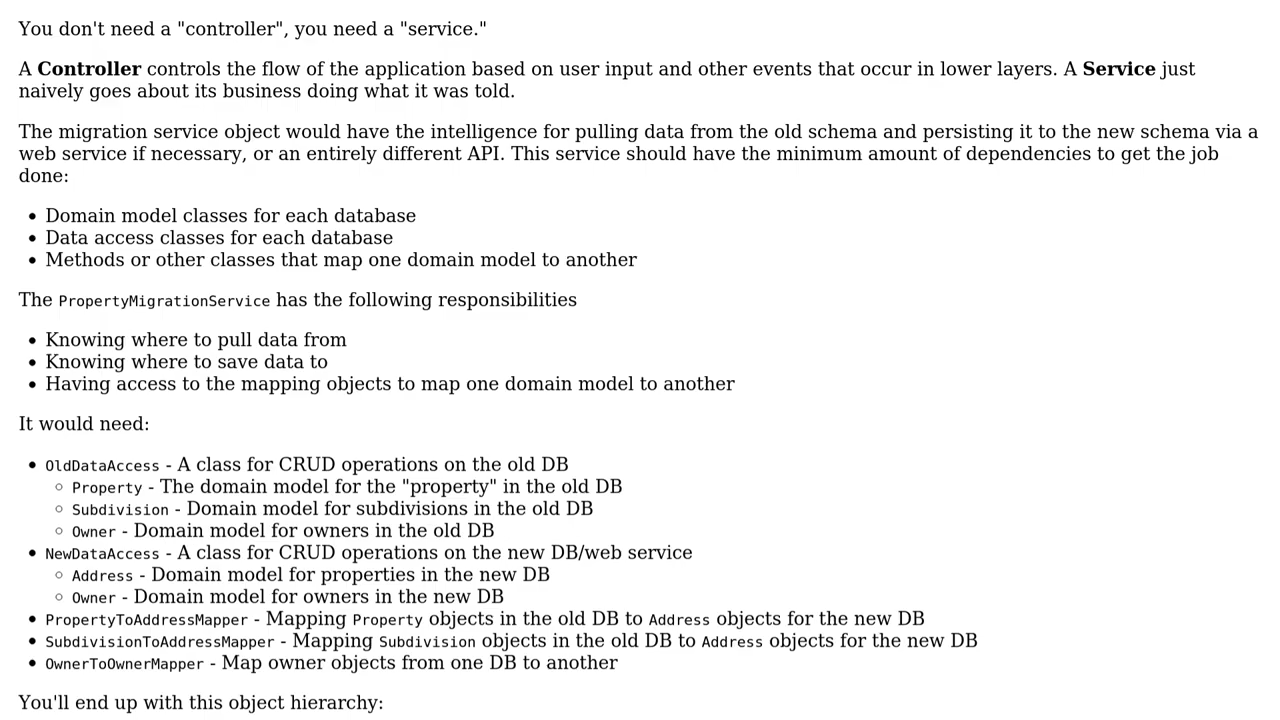 You don't need a "controller", you need a "service."
A Controller controls the flow of the application based on user input and other events that occur in lower layers. A Service just
naively goes about its business doing what it was told.
The migration service object would have the intelligence for pulling data from the old schema and persisting it to the new schema via a
web service if necessary, or an entirely different API. This service should have the minimum amount of dependencies to get the job
done:
• Domain model classes for each database
• Data access classes for each database
• Methods or other classes that map one domain model to another
The PropertyMigrationService has the following responsibilities
• Knowing where to pull data from
• Knowing where to save data to
• Having access to the mapping objects to map one domain model to another
It would need:
• OldDataAccess - A class for CRUD operations on the old DB
◦ Property - The domain model for the "property" in the old DB
◦ Subdivision - Domain model for subdivisions in the old DB
◦ Owner - Domain model for owners in the old DB
• NewDataAccess - A class for CRUD operations on the new DB/web service
◦ Address - Domain model for properties in the new DB
◦ Owner - Domain model for owners in the new DB
• PropertyToAddressMapper - Mapping Property objects in the old DB to Address objects for the new DB
• SubdivisionToAddressMapper - Mapping Subdivision objects in the old DB to Address objects for the new DB
• OwnerToOwnerMapper - Map owner objects from one DB to another
You'll end up with this object hierarchy: